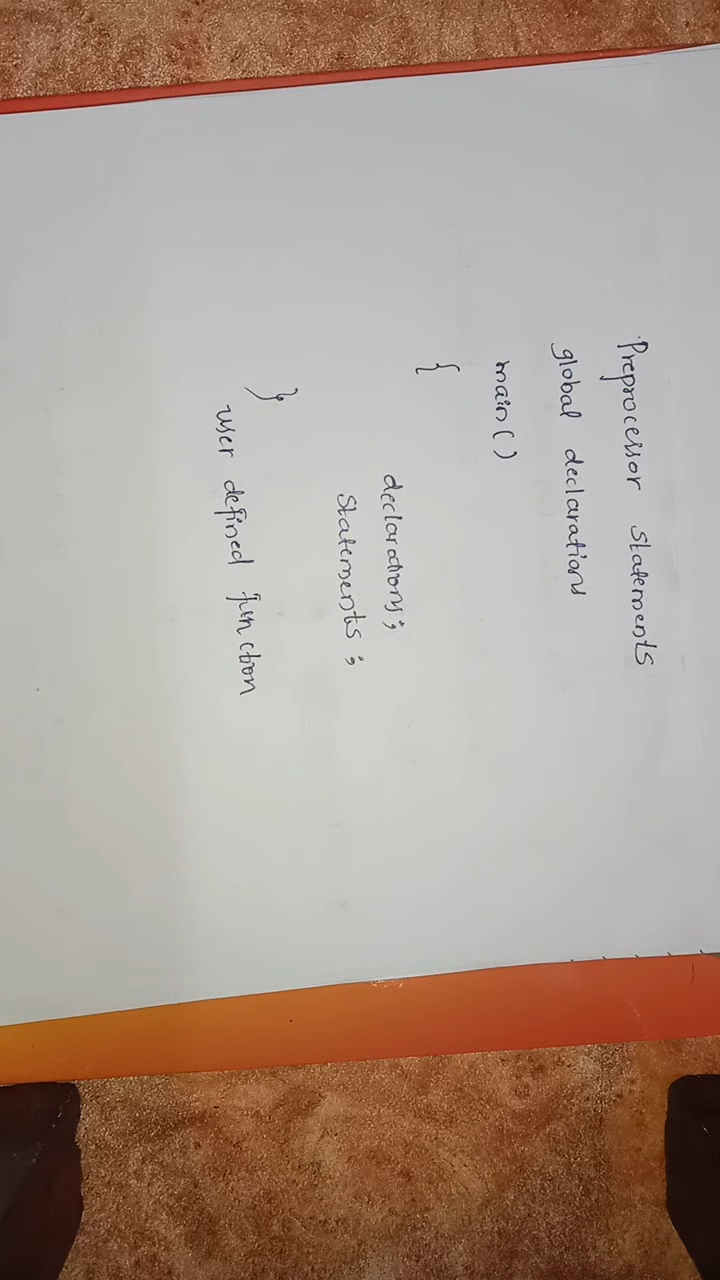 Preprocessor statements
global declarations
main()
{
declarations;
Statements;
}
user defined function